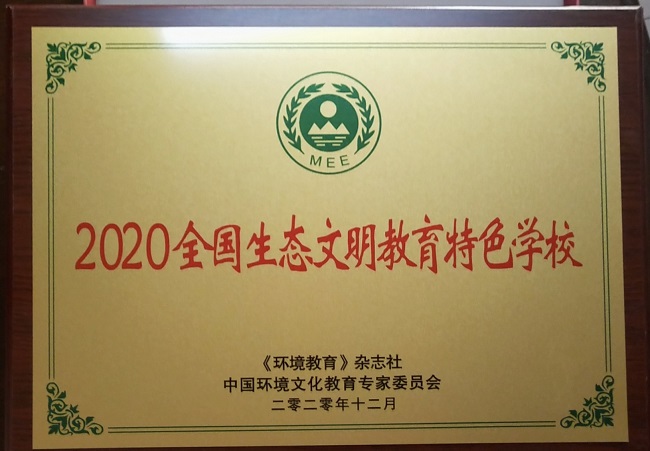 MEE
2020全国生态文明教育特色学校
《环境教育》杂志社
中国环境文化教育专家委员会
二零二零年十二月